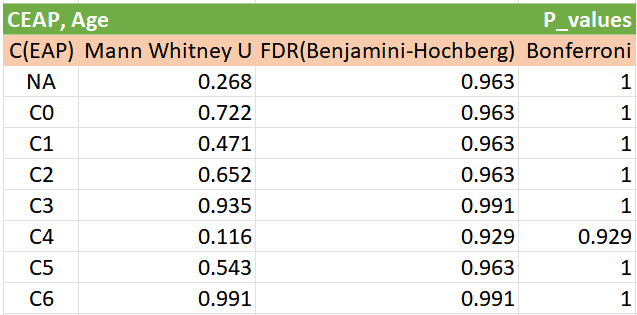 CEAP, Age P_values
C(EAP) Mann Whitney U FDR(Benjamini-Hochberg) Bonferroni
NA 0.268 0.963 1
C0 0.722 0.963 1
C1 0.471 0.963 1
C2 0.652 0.963 1
C3 0.935 0.991 1
C4 0.116 0.929 0.929
C5 0.543 0.963 1
C6 0.991 0.991 1